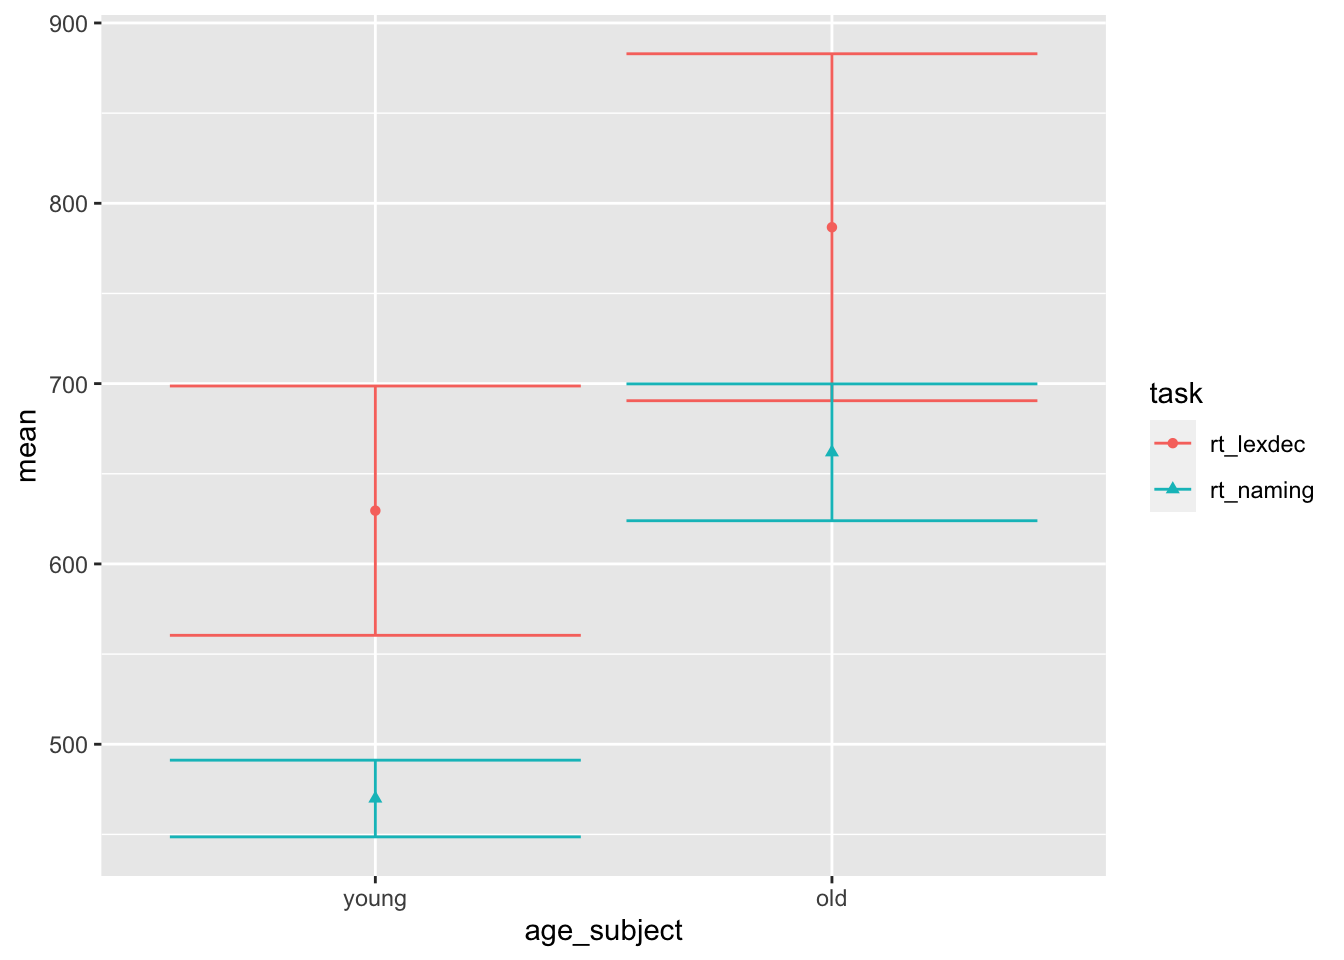 900
800
700
600
500
mean
young old
age_subject
task
rt_lexdec
rt_naming